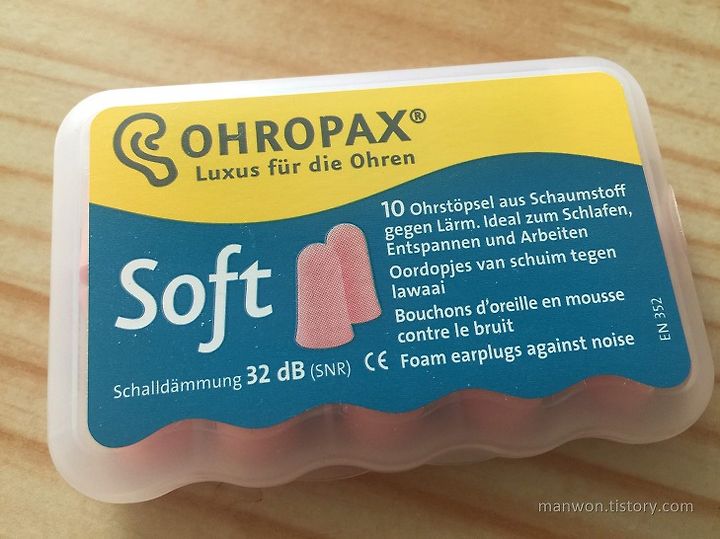 OHROPAX®
Luxus für die Ohren
10 Ohrstöpsel aus Schaumstoff
gegen Lärm. Ideal zum Schlafen,
Entspannen und Arbeiten
Oordopjes van schuim tegen
lawaai
Bouchons d'oreille en mousse
contre le bruit
Foam earplugs against noise
Soft
Schalldämmung 32 dB (SNR) CE
EN 352
manwon.tistory.com